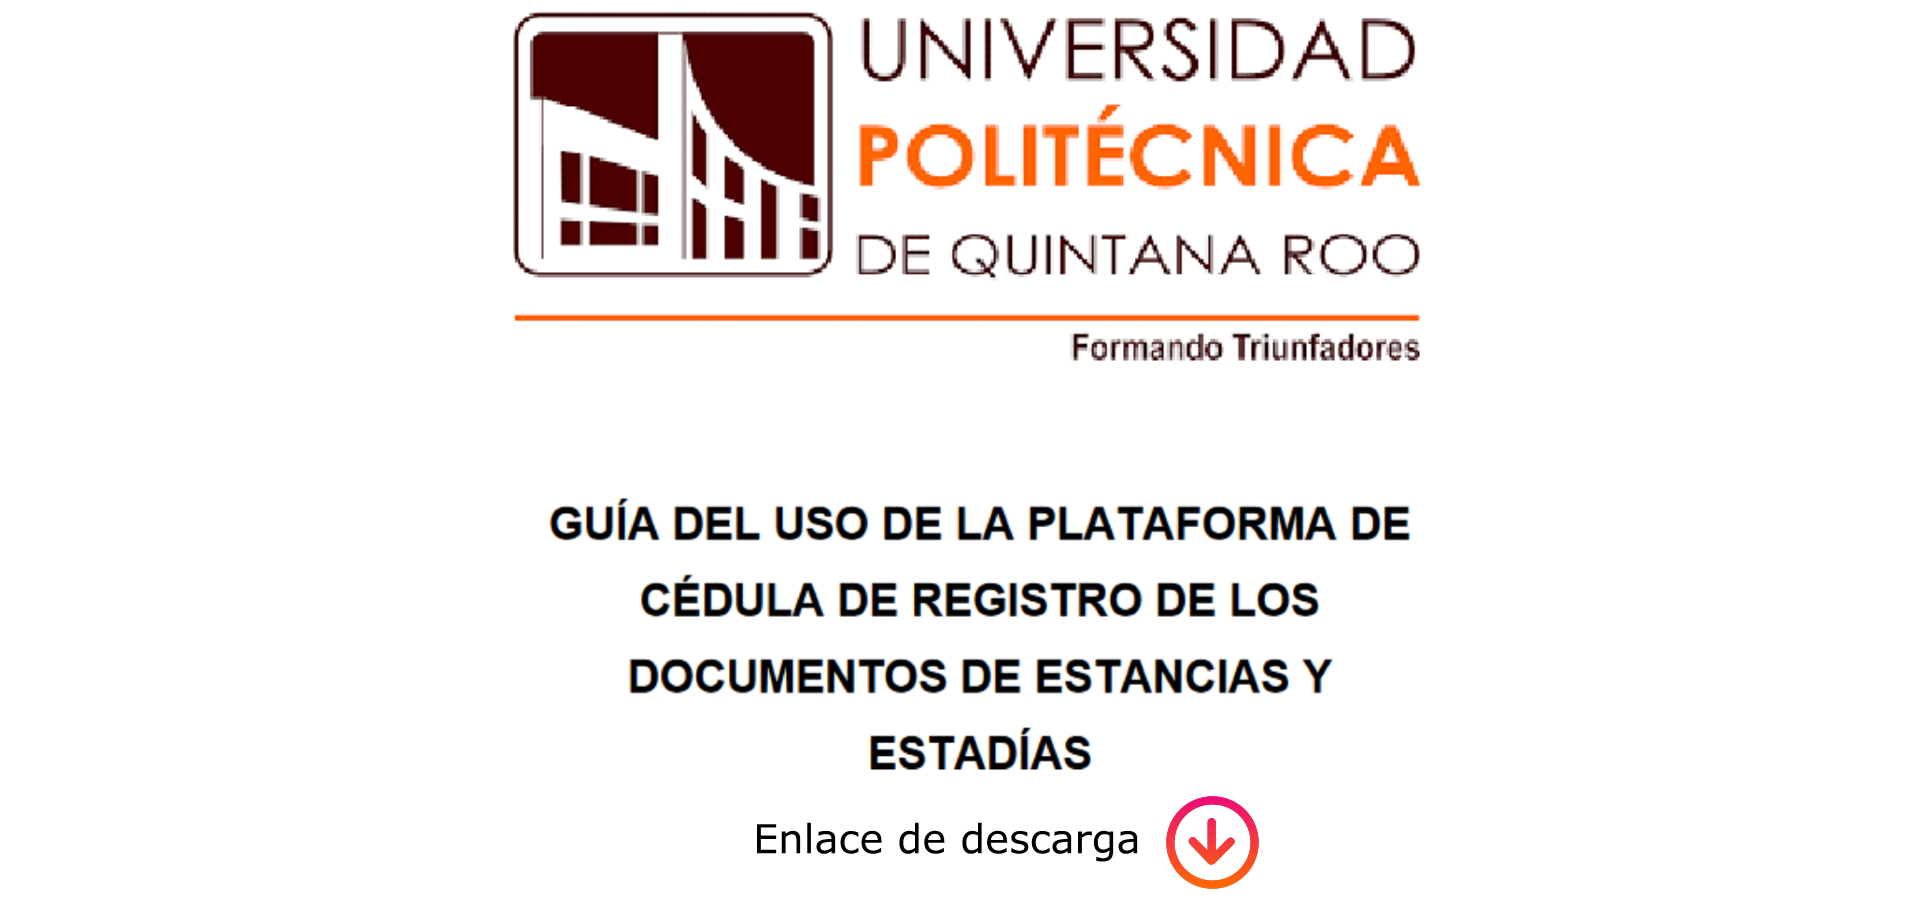 UNIVERSIDAD
POLITÉCNICA
DE QUINTANA ROO
Formando Triunfadores
GUÍA DEL USO DE LA PLATAFORMA DE
CÉDULA DE REGISTRO DE LOS
DOCUMENTOS DE ESTANCIAS Y
ESTADÍAS
Enlace de descarga